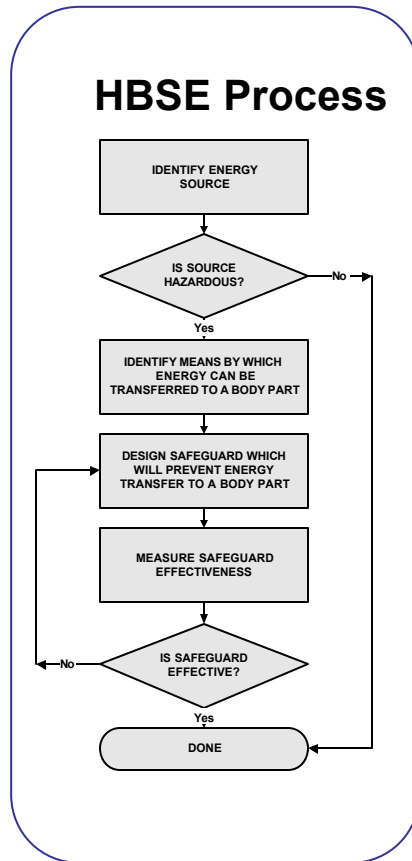 HBSE Process
IDENTIFY ENERGY
SOURCE
IS SOURCE
HAZARDOUS?
No
Yes
IDENTIFY MEANS BY WHICH
ENERGY CAN BE
TRANSFERRED TO A BODY PART
DESIGN SAFEGUARD WHICH
WILL PREVENT ENERGY
TRANSFER TO A BODY PART
MEASURE SAFEGUARD
EFFECTIVENESS
IS SAFEGUARD
EFFECTIVE?
No
Yes
DONE